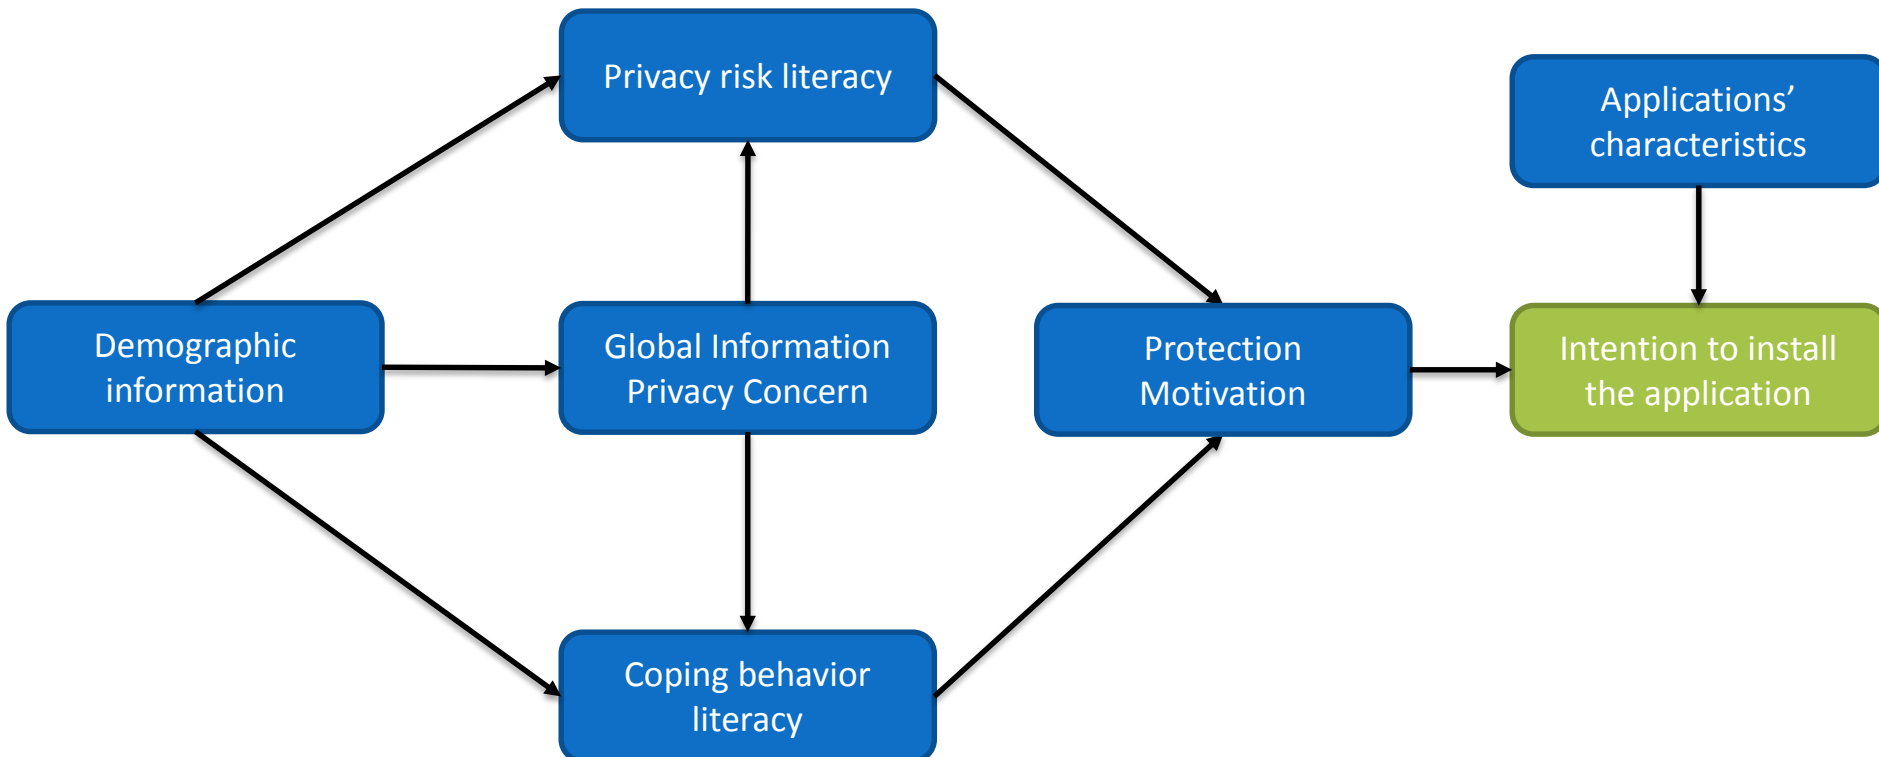 Privacy risk literacy
Applications’
characteristics
Demographic
information
Global Information
Privacy Concern
Protection
Motivation
Intention to install
the application
Coping behavior
literacy